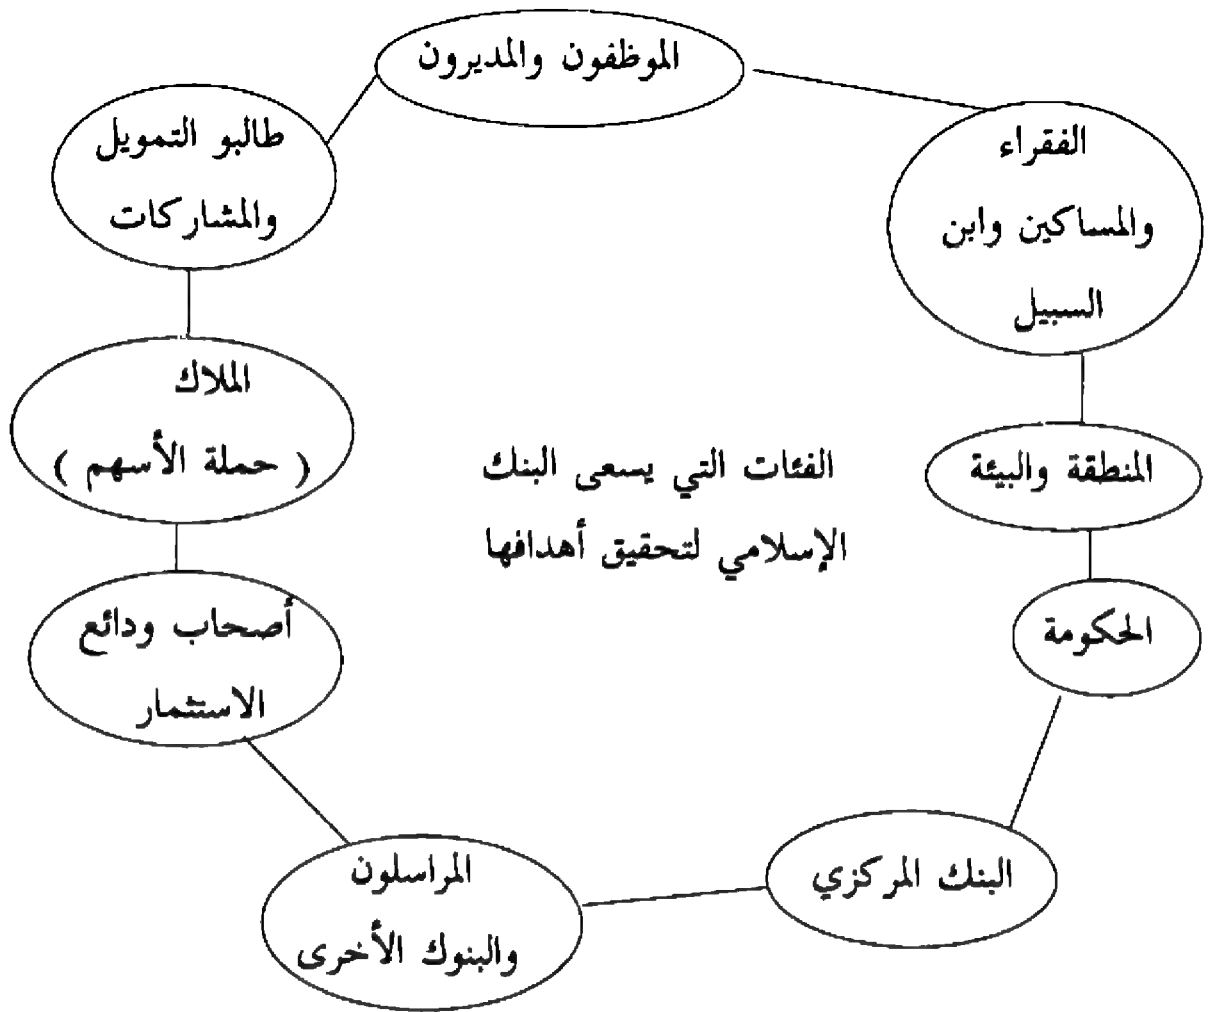 الموظفون والمديرون
طالبو التمويل
والمشاركات
الفقراء
والمساكين وابن
السبيل
الملاك
( حملة الأسهم )
المنطقة والبيئة
الفئات التي يسعى البنك
الإسلامي لتحقيق أهدافها
الحكومة
أصحاب ودائع
الاستثمار
البنك المركزي
المراسلون
والبنوك الأخرى